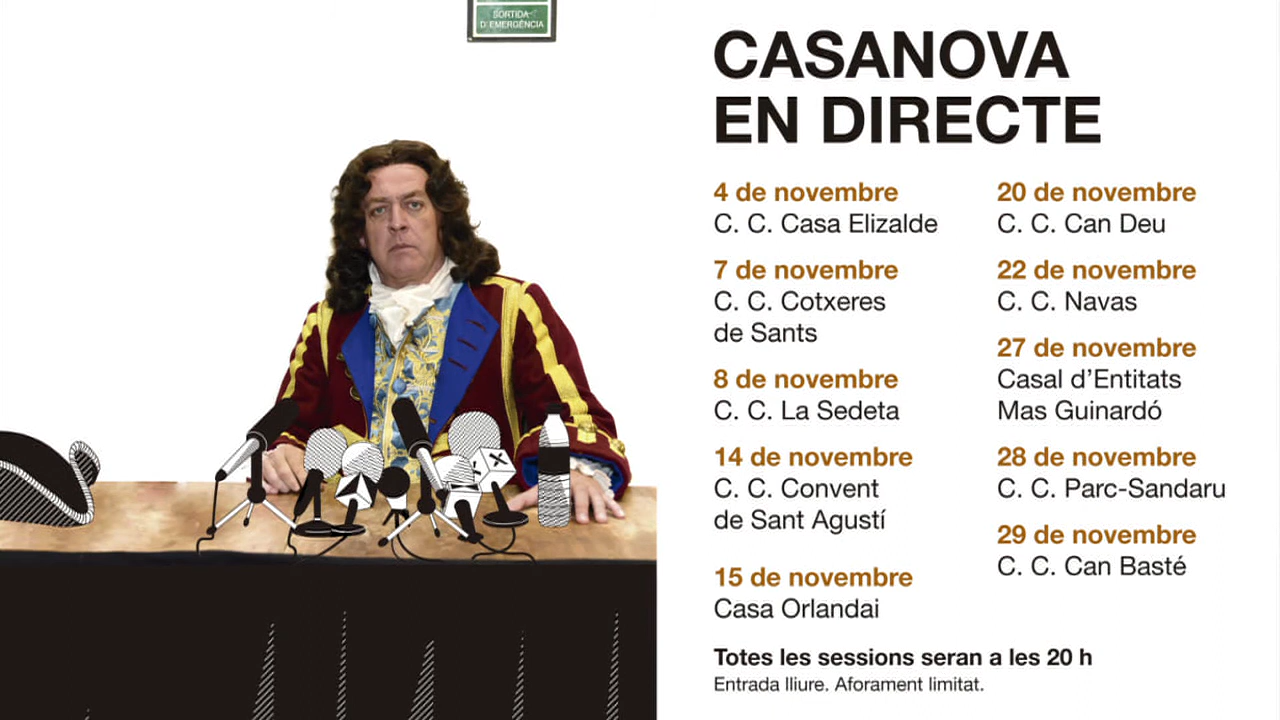 SORTIDA
D'EMERGÈNCIA
CASANOVA
EN DIRECTE
4 de novembre
C. C. Casa Elizalde
7 de novembre
C. C. Cotxeres
de Sants
8 de novembre
C. C. La Sedeta
14 de novembre
C. C. Convent
de Sant Agustí
15 de novembre
Casa Orlandai
20 de novembre
C. C. Can Deu
22 de novembre
C. C. Navas
27 de novembre
Casal d'Entitats
Mas Guinardó
28 de novembre
C. C. Parc-Sandaru
29 de novembre
C. C. Can Basté
Totes les sessions seran a les 20 h
Entrada lliure. Aforament limitat.